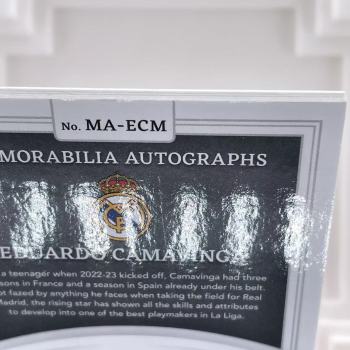 No. MA-ECM
MORABILIA AUTOGRAPHS
EDUARDO CAMAVING
a teenager when 2022-23 kicked off, Camavinga had three
sons in France and a season in Spain already under his belt.
ot fazed by anything he faces when taking the field for Real
Madrid, the rising star has shown all the skills and attributes
to develop into one of the best playmakers in La Liga.